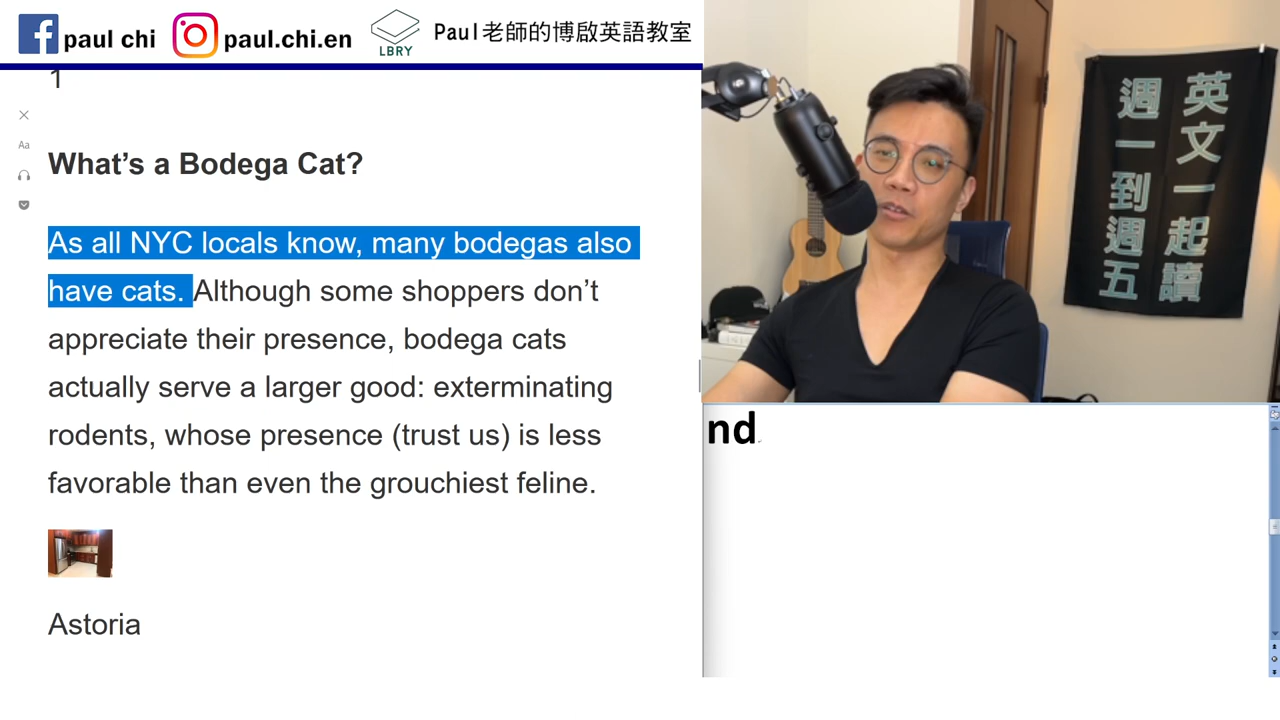 paul chi
paul.chi.en
LBRY
Paul老師的博啟英語教室
1
Aa
What’s a Bodega Cat?
As all NYC locals know, many bodegas also
have cats. Although some shoppers don’t
appreciate their presence, bodega cats
actually serve a larger good: exterminating
rodents, whose presence (trust us) is less
favorable than even the grouchiest feline.
Astoria
英文一起讀
週一到週五
nd